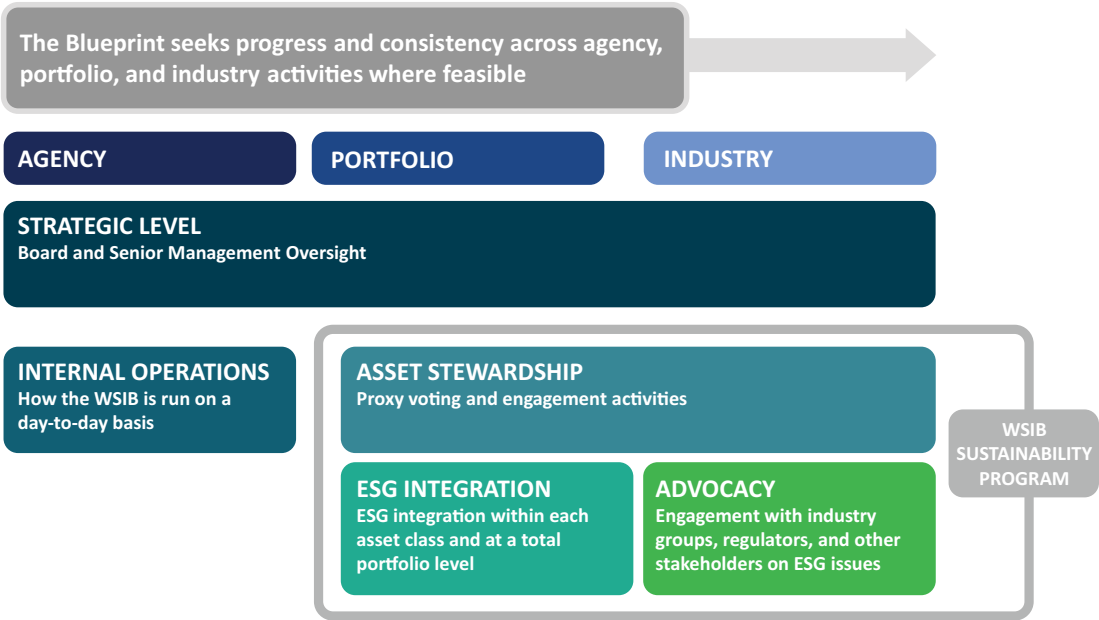 The Blueprint seeks progress and consistency across agency,
portfolio, and industry activities where feasible
AGENCY
PORTFOLIO
INDUSTRY
STRATEGIC LEVEL
Board and Senior Management Oversight
INTERNAL OPERATIONS
How the WSIB is run on a
day-to-day basis
ASSET STEWARDSHIP
Proxy voting and engagement activities
WSIB
SUSTAINABILITY
PROGRAM
ESG INTEGRATION
ESG integration within each
asset class and at a total
portfolio level
ADVOCACY
Engagement with industry
groups, regulators, and other
stakeholders on ESG issues